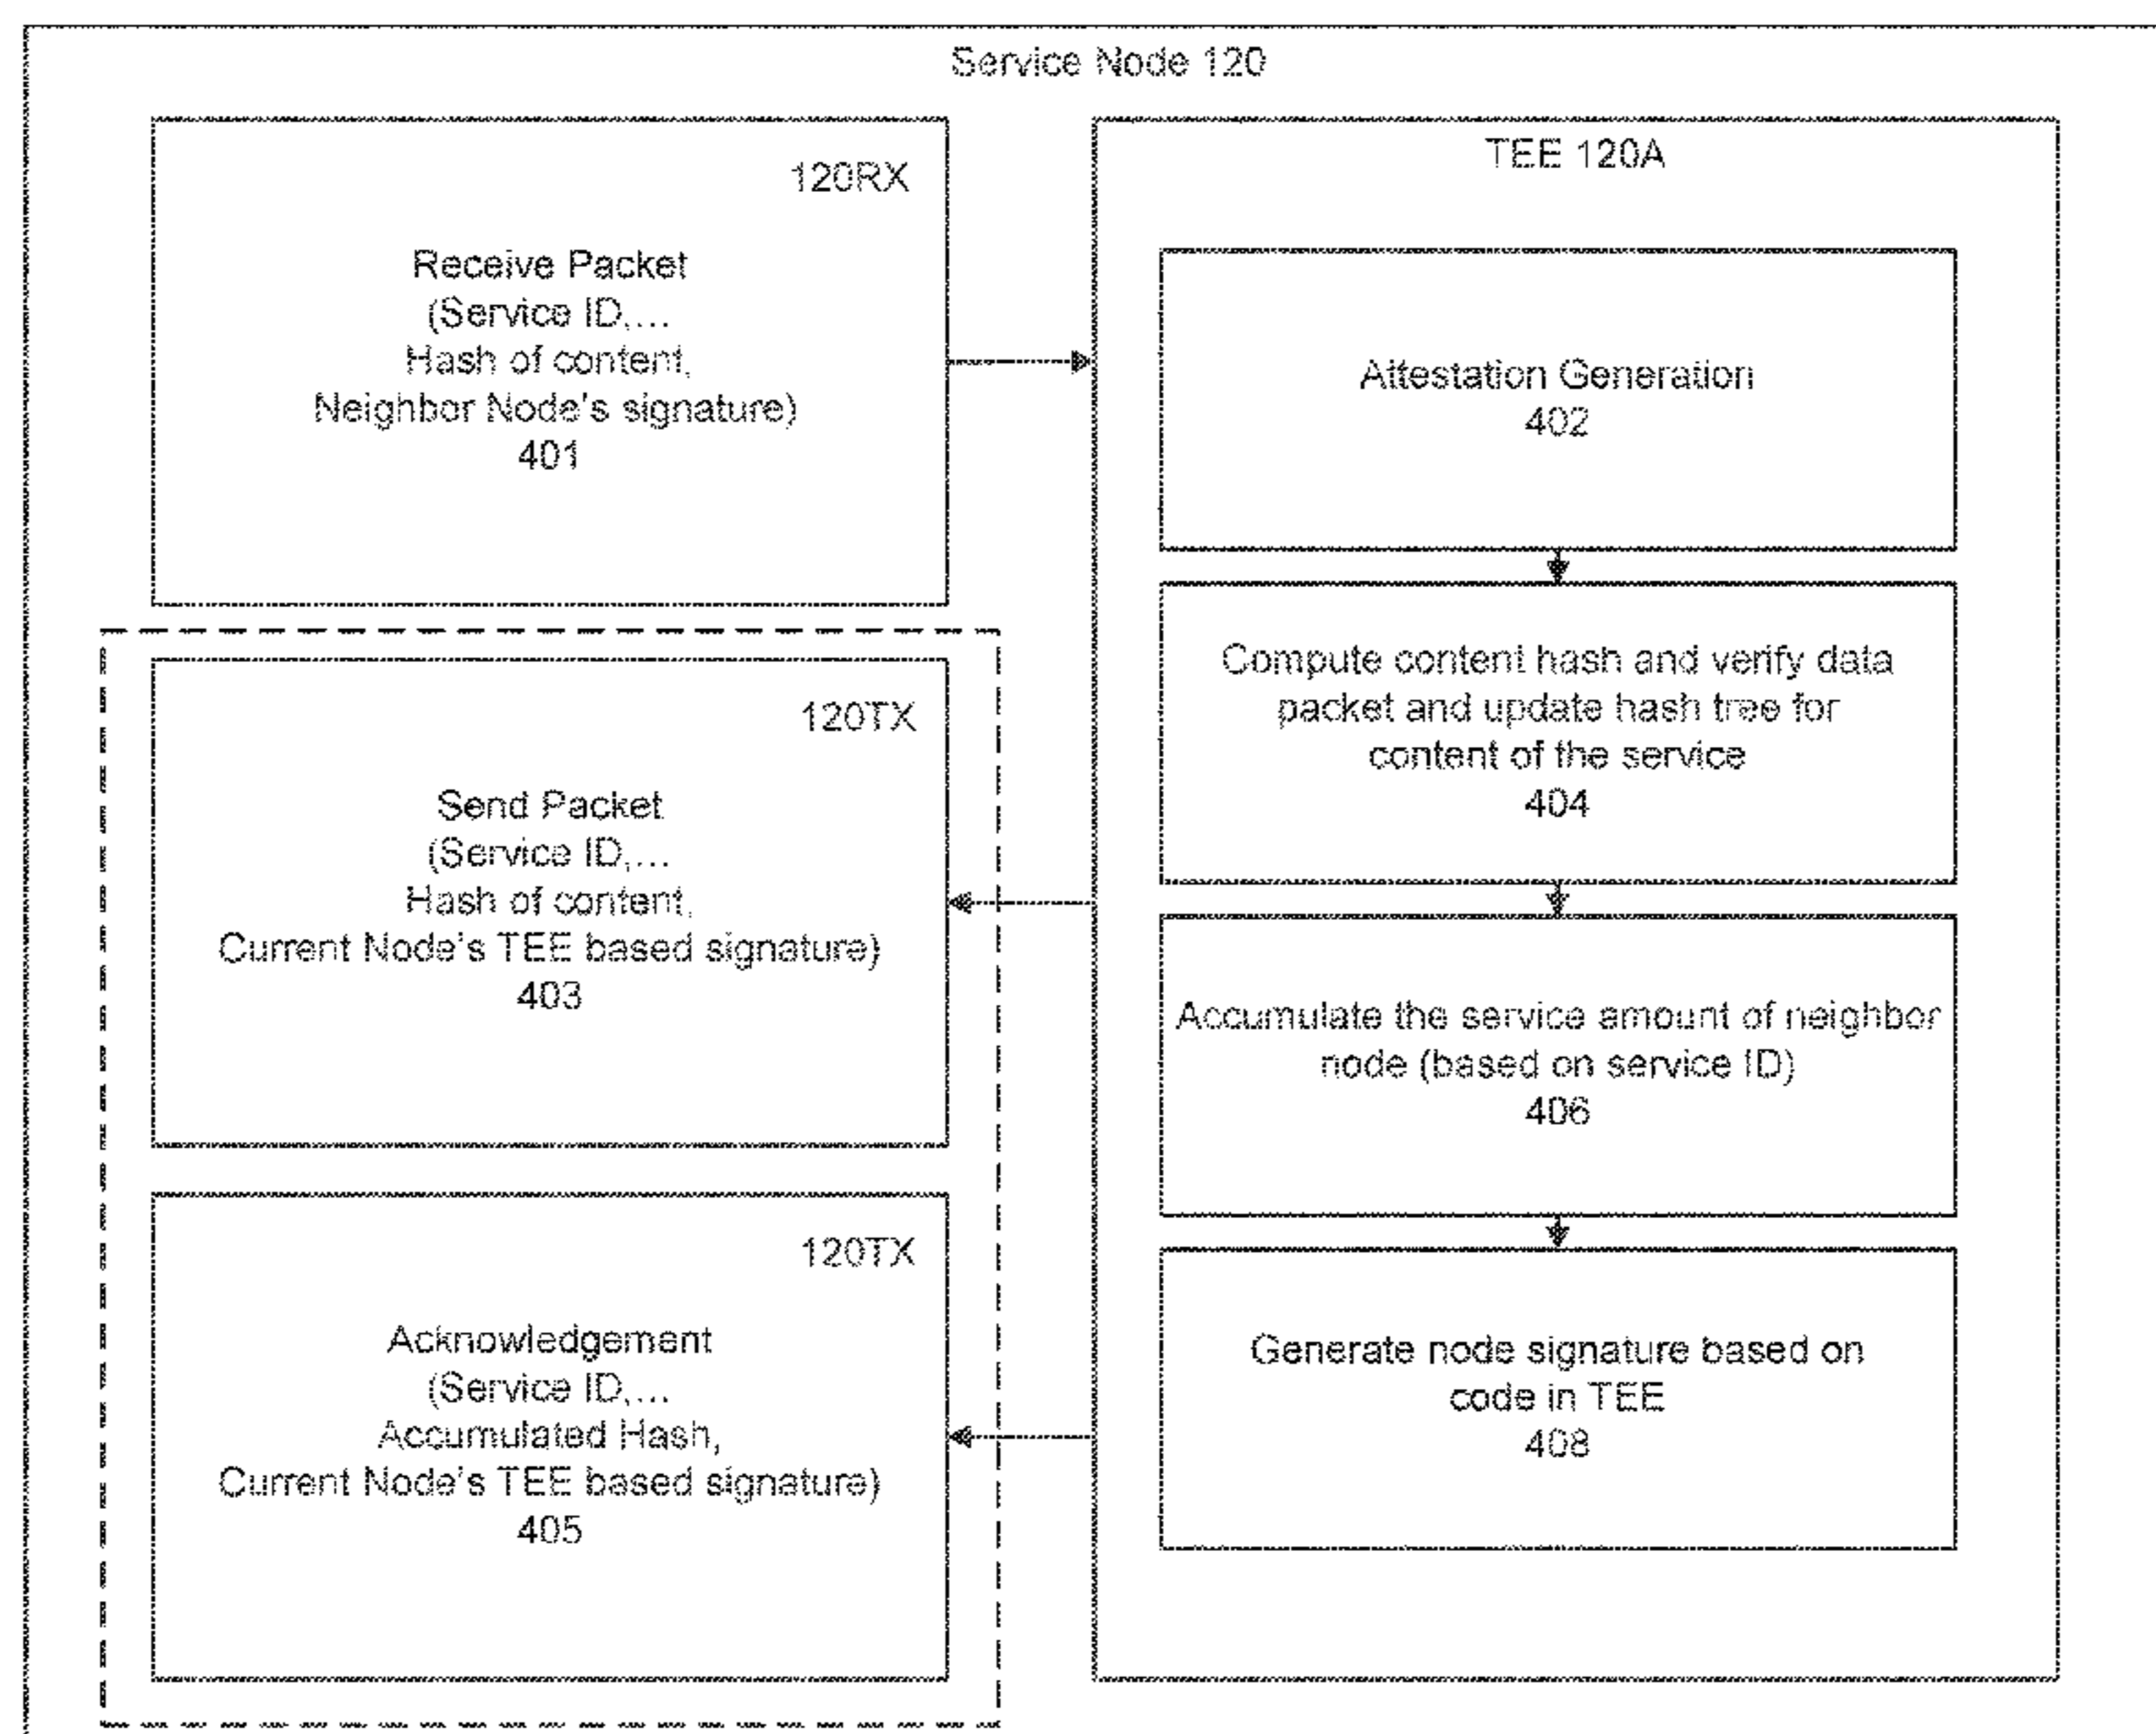 Service Node 120
120RX
Receive Packet
(Service ID,...
Hash of content,
Neighbor Node's signature)
401
120TX
Send Packet
(Service ID,...
Hash of content,
Current Node's TEE based signature)
403
120TX
Acknowledgement
(Service ID,...
Accumulated Hash,
Current Node's TEE based signature)
405
TEE 120A
Attestation Generation
402
Compute content hash and verify data
packet and update hash tree for
content of the service
404
Accumulate the service amount of neighbor
node (based on service ID)
406
Generate node signature based on
code in TEE
408